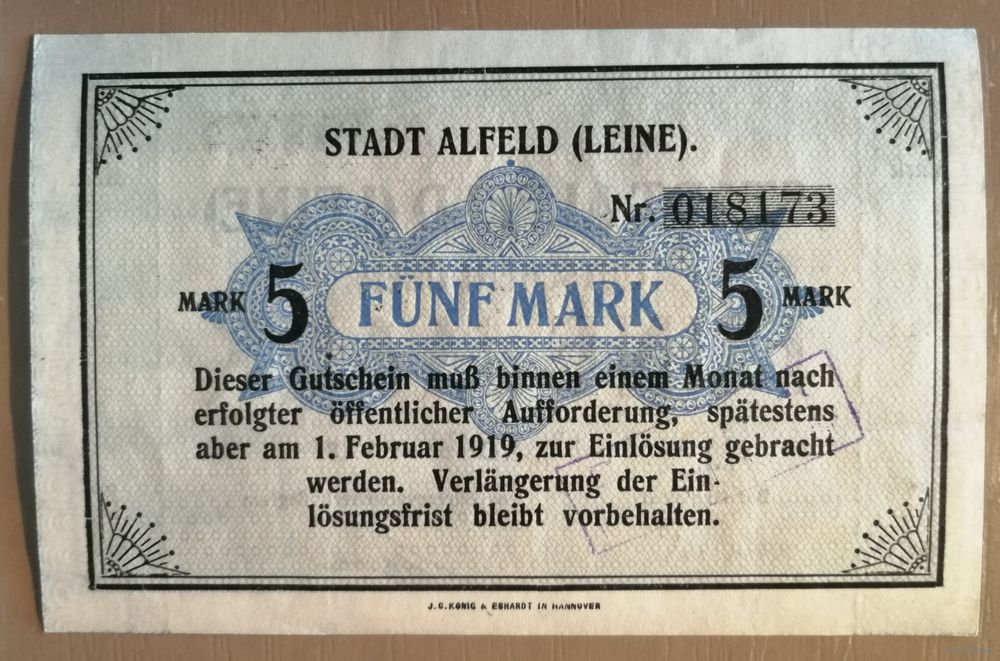 STADT ALFELD (LEINE).
Nr. 018173
MARK 5 FÜNF MARK 5 MARK
Dieser Gutschein muß binnen einem Monat nach
erfolgter öffentlicher Aufforderung, spätestens
aber am 1. Februar 1919, zur Einlösung gebracht
werden. Verlängerung der Ein-
lösungsfrist bleibt vorbehalten.
J.C.KÖNIG & EBHARDT IN HANNOVER